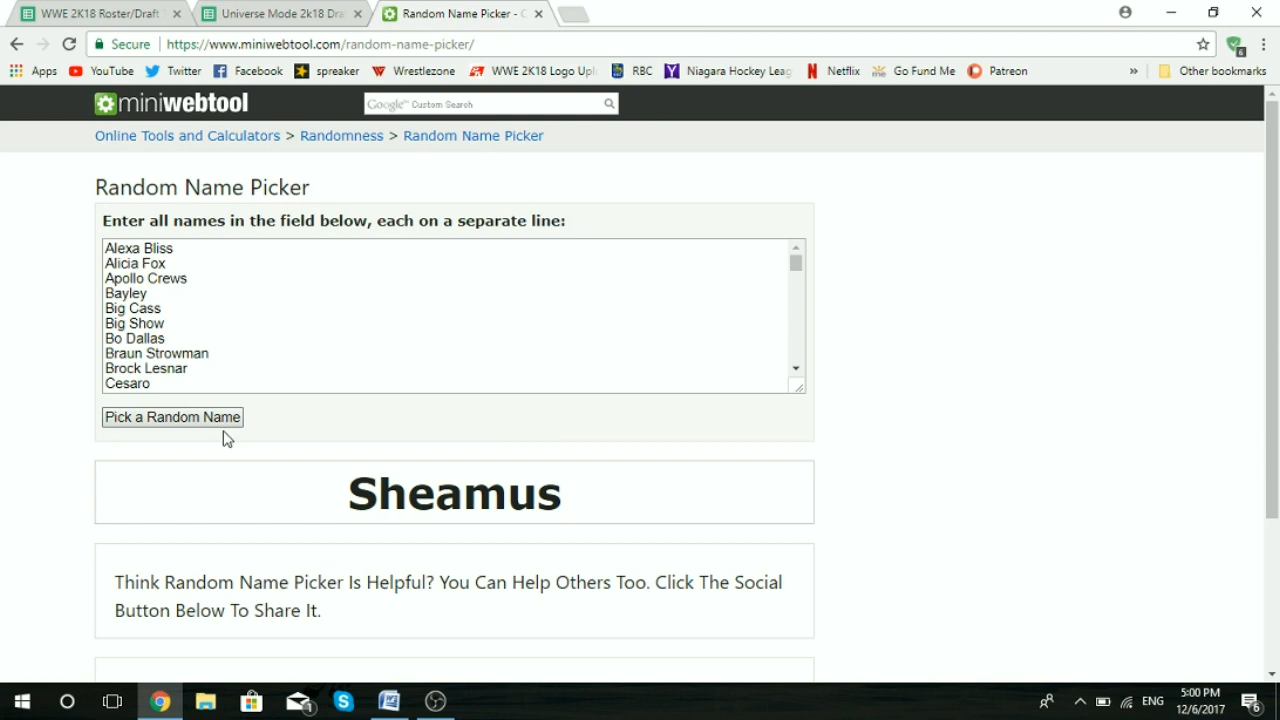 WWE 2K18 Roster/Draft
Universe Mode 2k18 Dra
Random Name Picker - C
Secure
https://www.miniwebtool.com/random-name-picker/
6
Apps
YouTube
Twitter
Facebook
spreaker
Wrestlezone
WWE 2K18 Logo Upl
RBC
Niagara Hockey Leag
Netflix
Go Fund Me
Patreon
»
Other bookmarks
miniwebtool
Google™ Custom Search
Online Tools and Calculators > Randomness > Random Name Picker
Random Name Picker
Enter all names in the field below, each on a separate line:
Alexa Bliss
Alicia Fox
Apollo Crews
Bayley
Big Cass
Big Show
Bo Dallas
Braun Strowman
Brock Lesnar
Cesaro
Pick a Random Name
Sheamus
Think Random Name Picker Is Helpful? You Can Help Others Too. Click The Social
Button Below To Share It.
1
ENG
5:00 PM
12/6/2017
6